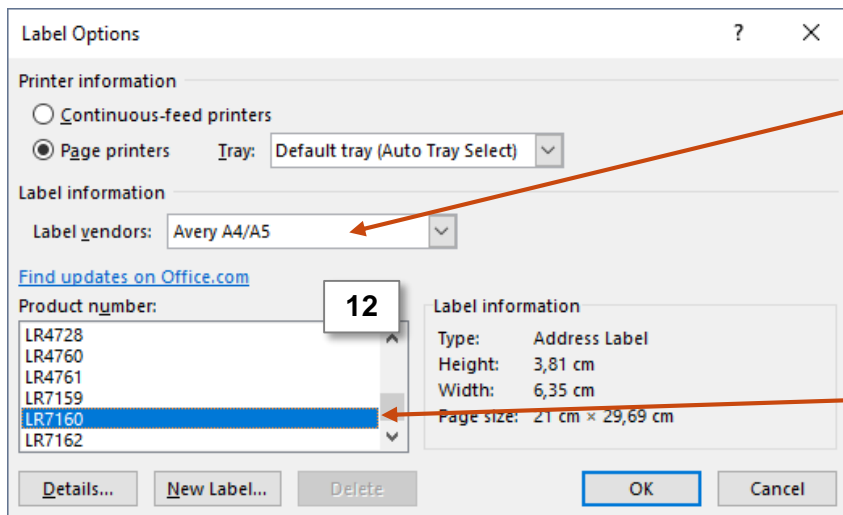 Label Options
?
Printer information
Continuous-feed printers
Page printers Tray: Default tray (Auto Tray Select)
Label information
Label vendors: Avery A4/A5
Find updates on Office.com
Product number:
12
LR4728
LR4760
LR4761
LR7159
LR7160
LR7162
Label information
Type: Address Label
Height: 3,81 cm
Width: 6,35 cm
Page size: 21 cm × 29,69 cm
Details... New Label... Delete OK Cancel